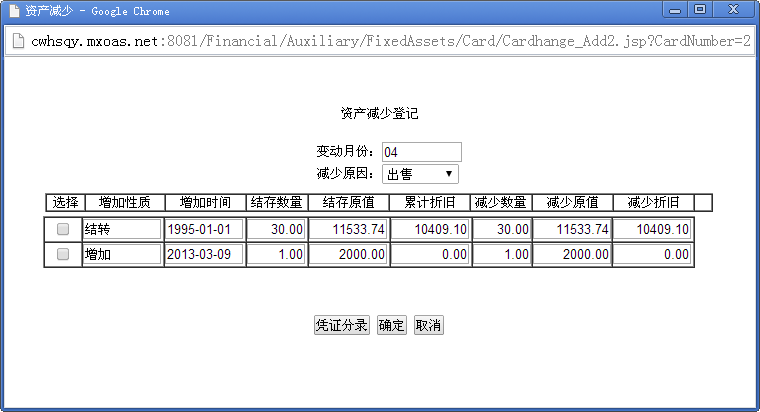 资产减少 - Google Chrome
cwhsqy.mxoas.net:8081/Financial/Auxiliary/FixedAssets/Card/Cardhange_Add2.jsp?CardNumber=2
资产减少登记
变动月份： 04
减少原因： 出售
选择 增加性质 增加时间 结存数量 结存原值 累计折旧 减少数量 减少原值 减少折旧
结转 1995-01-01 30.00 11533.74 10409.10 30.00 11533.74 10409.10
增加 2013-03-09 1.00 2000.00 0.00 1.00 2000.00 0.00
凭证分录 确定 取消